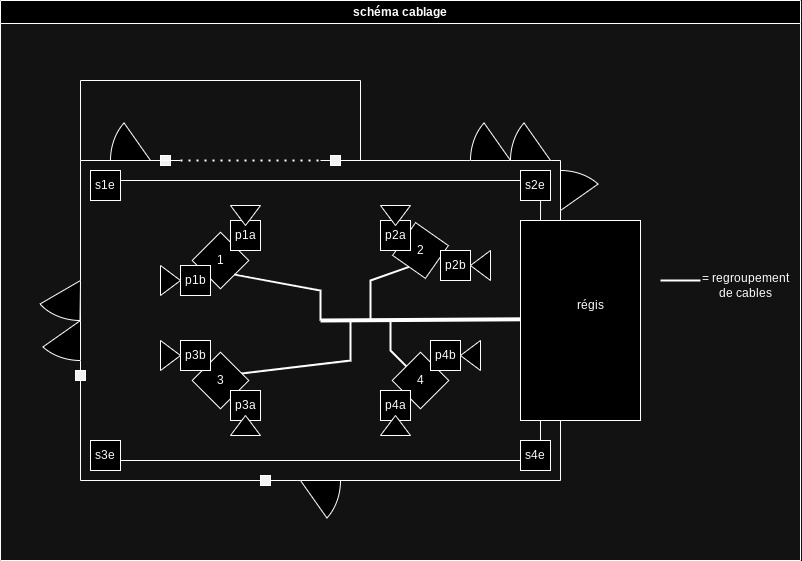 schéma cablage
s1e
s2e
p1a
p2a
1
2
p1b
p2b
régis
= regroupement
de cables
p3b
p4b
3
4
p3a
p4a
s3e
s4e